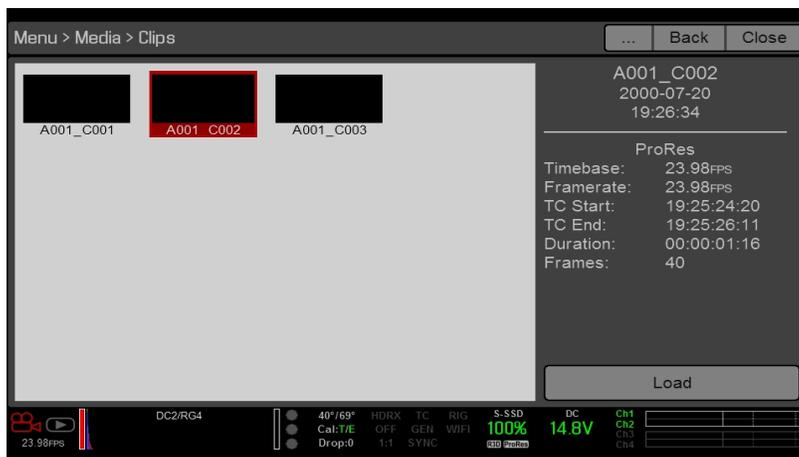 Menu > Media > Clips
... Back Close
A001_C001 A001_C002 A001_C003
A001_C002
2000-07-20
19:26:34
ProRes
Timebase: 23.98FPS
Framerate: 23.98FPS
TC Start: 19:25:24:20
TC End: 19:25:26:11
Duration: 00:00:01:16
Frames: 40
Load
DC2/RG4 40°/69° HDRX TC RIG S-SSD DC Ch1
Cal:T/E OFF GEN WIFI 100% 14.8V Ch2
23.98FPS Drop:0 1:1 SYNC R3D ProRes Ch3
Ch4